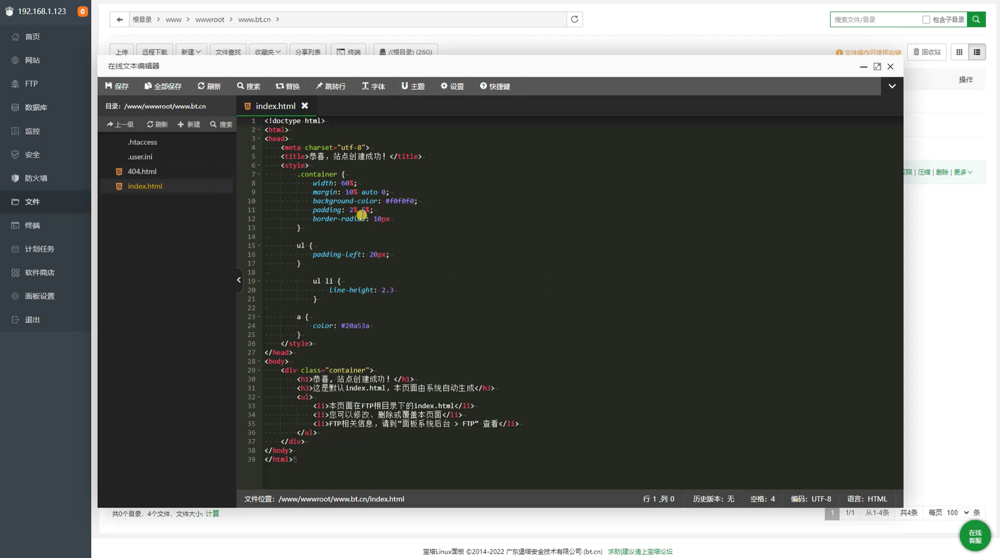 192.168.1.123
0
首页
网站
FTP
数据库
监控
安全
防火墙
文件
终端
计划任务
软件商店
面板设置
退出
根目录 > www > wwwroot > www.bt.cn >
搜索文件/目录
包含子目录
上传
远程下载
新建
文件查找
收藏夹
分享列表
终端
/(根目录) (26G)
文件操作可使用右键
回收站
操作
权限 | 压缩 | 删除 | 更多
在线文本编辑器
保存
全部保存
刷新
搜索
替换
跳转行
字体
主题
设置
快捷键
目录: /www/wwwroot/www.bt.cn
上一级
刷新
新建
搜索
.htaccess
.user.ini
404.html
index.html
index.html
1 <!doctype html>
2 <html>
3 <head>
4 <meta charset="utf-8">
5 <title>恭喜，站点创建成功！</title>
6 <style>
7 .container {
8 width: 60%;
9 margin: 10% auto 0;
10 background-color: #f0f0f0;
11 padding: 2% 5%;
12 border-radius: 10px
13 }
14
15 ul {
16 padding-left: 20px;
17 }
18
19 ul li {
20 line-height: 2.3
21 }
22
23 a {
24 color: #20a53a
25 }
26 </style>
27 </head>
28 <body>
29 <div class="container">
30 <h1>恭喜, 站点创建成功！</h1>
31 <h3>这是默认index.html，本页面由系统自动生成</h3>
32 <ul>
33 <li>本页面在FTP根目录下的index.html</li>
34 <li>您可以修改、删除或覆盖本页面</li>
35 <li>FTP相关信息，请到“面板系统后台 > FTP” 查看</li>
36 </ul>
37 </div>
38 </body>
39 </html>
文件位置: /www/wwwroot/www.bt.cn/index.html
行 1 ,列 0
历史版本: 无
空格: 4
编码: UTF-8
语言: HTML
共0个目录，4个文件，文件大小: 计算
1
1/1
从1-4条
共4条
每页 100 条
在线
客服
宝塔Linux面板 ©2014-2022 广东堡塔安全技术有限公司 (bt.cn) 求助|建议请上宝塔论坛